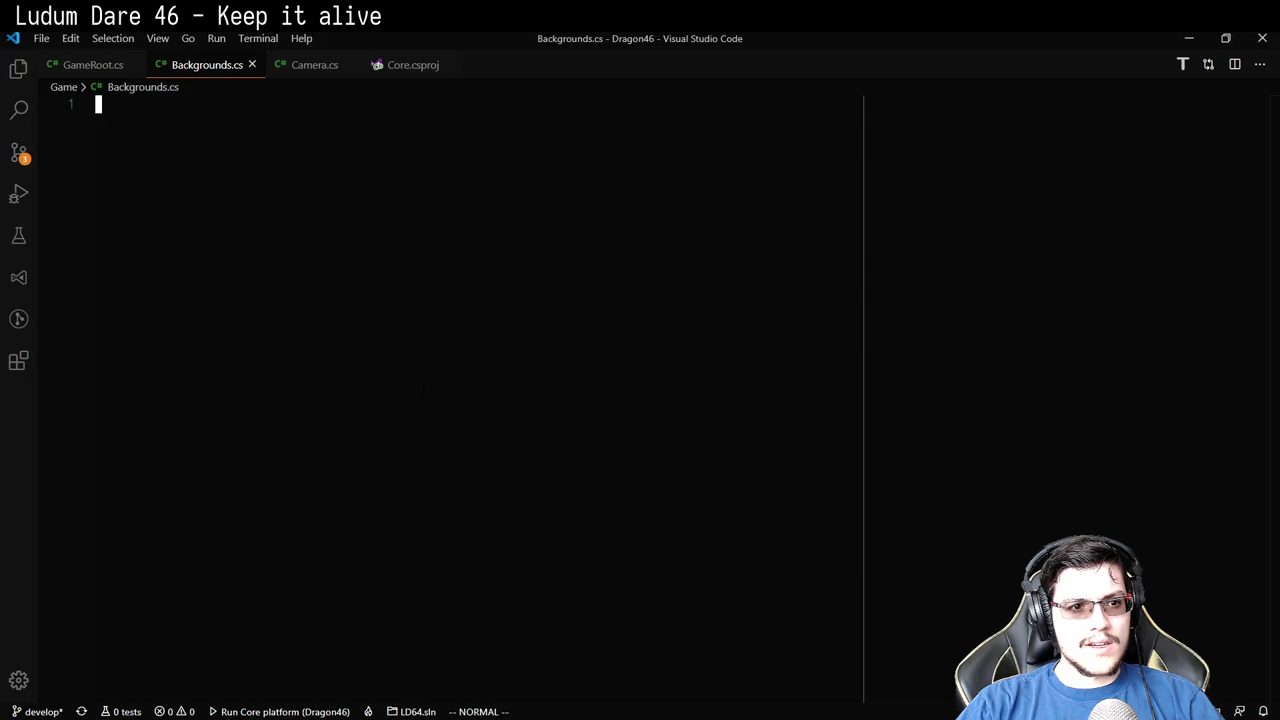 Ludum Dare 46 - Keep it alive
File Edit Selection View Go Run Terminal Help
Backgrounds.cs - Dragon46 - Visual Studio Code
C# GameRoot.cs
C# Backgrounds.cs
C# Camera.cs
Core.csproj
Game > C# Backgrounds.cs
1
3
develop*
0 tests
0 0
Run Core platform (Dragon46)
LD64.sln
-- NORMAL --